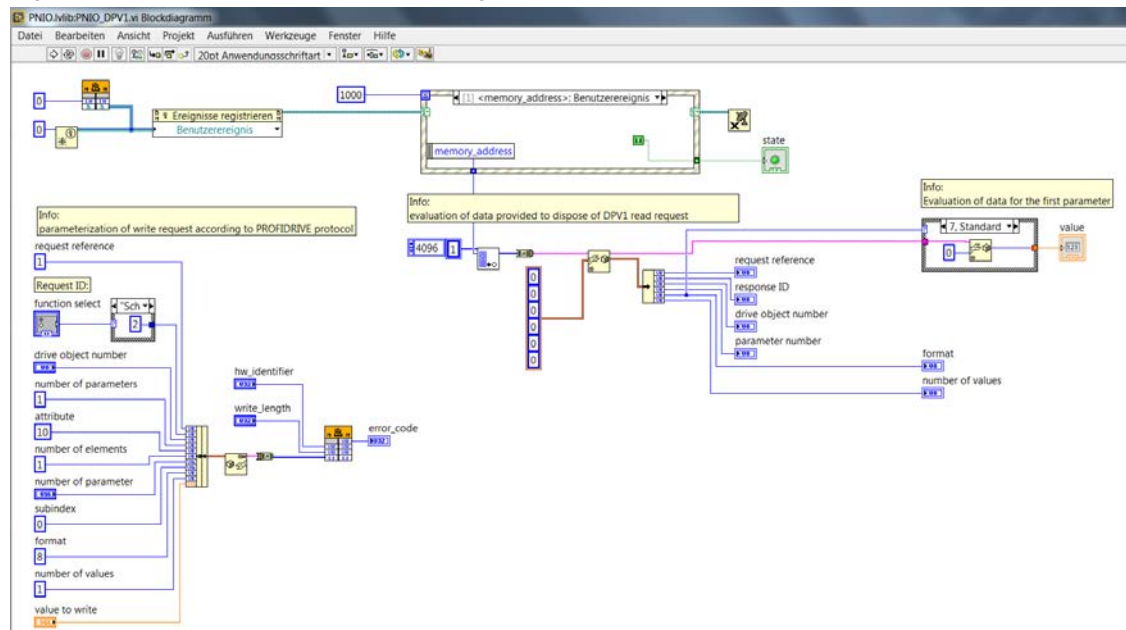 PNIO.lvlib:PNIO_DPV1.vi Blockdiagramm
Datei Bearbeiten Ansicht Projekt Ausführen Werkzeuge Fenster Hilfe
20pt Anwendungsschriftart
0
1000
[1] <memory_address>: Benutzerereignis
Ereignisse registrieren
0
Benutzerereignis
memory_address
state
Info:
evaluation of data provided to dispose of DPV1 read request
Info:
Evaluation of data for the first parameter
Info:
parameterization of write request according to PROFIDRIVE protocol
7, Standard
value
request reference
1
4096
1
0
request reference
Request ID:
0
response ID
function select
"Sch
0
2
0
drive object number
0
drive object number
0
parameter number
format
number of parameters
1
hw_identifier
U32
number of values
attribute
10
write_length
U32
error_code
U32
number of elements
1
number of parameter
subindex
0
format
8
number of values
1
value to write